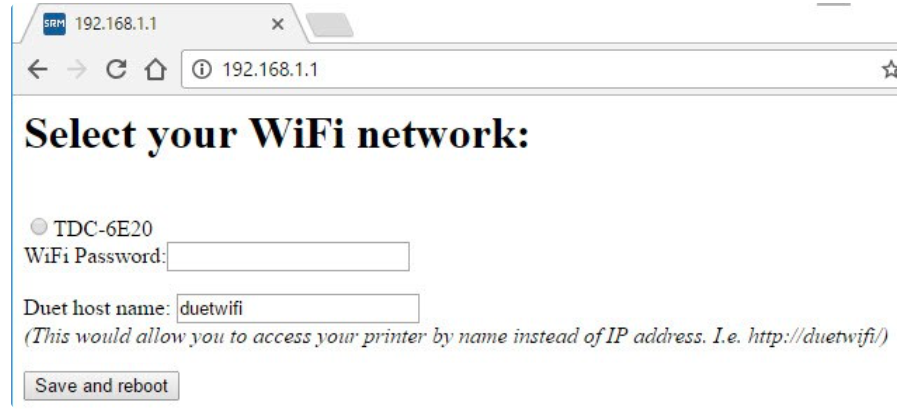 SRM 192.168.1.1
192.168.1.1
Select your WiFi network:
TDC-6E20
WiFi Password:
Duet host name: duetwifi
(This would allow you to access your printer by name instead of IP address. I.e. http://duetwifi/)
Save and reboot